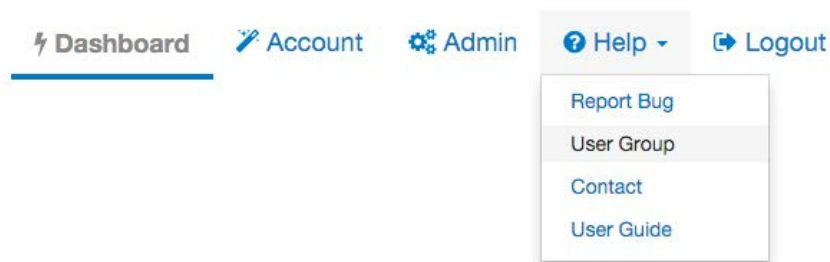 Dashboard Account Admin Help Logout
Report Bug
User Group
Contact
User Guide